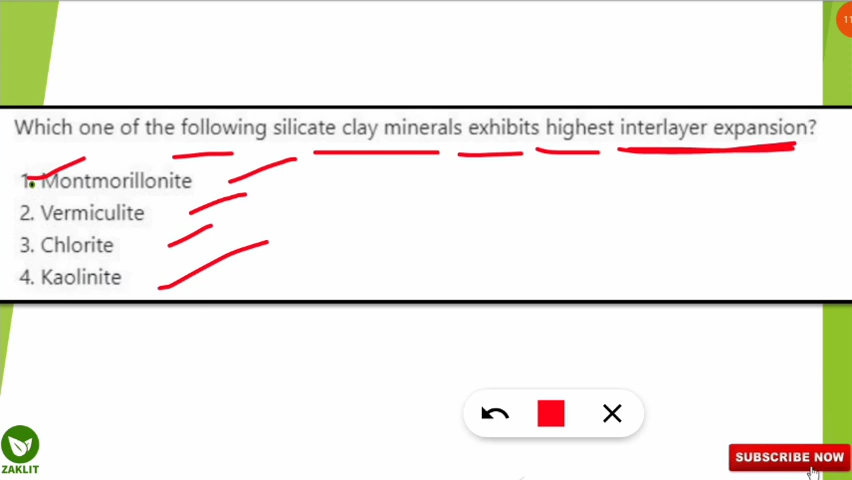 11
Which one of the following silicate clay minerals exhibits highest interlayer expansion?
1. Montmorillonite
2. Vermiculite
3. Chlorite
4. Kaolinite
ZAKLIT
SUBSCRIBE NOW